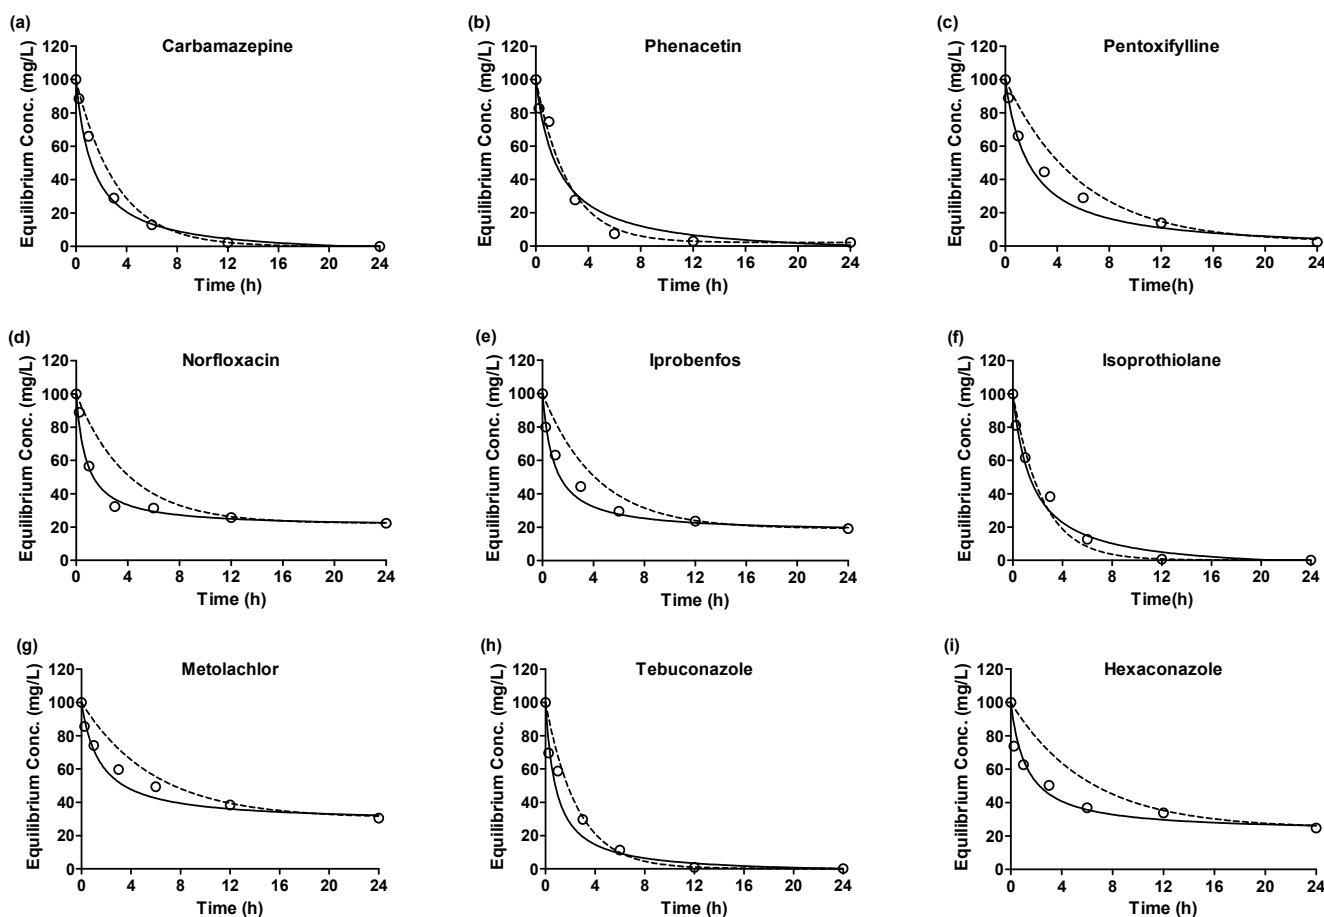 (a)
Carbamazepine
Equilibrium Conc. (mg/L)
120
100
80
60
40
20
0
0 4 8 12 16 20 24
Time (h)
(b)
Phenacetin
Equilibrium Conc. (mg/L)
120
100
80
60
40
20
0
0 4 8 12 16 20 24
Time (h)
(c)
Pentoxifylline
Equilibrium Conc. (mg/L)
120
100
80
60
40
20
0
0 4 8 12 16 20 24
Time(h)
(d)
Norfloxacin
Equilibrium Conc. (mg/L)
120
100
80
60
40
20
0
0 4 8 12 16 20 24
Time (h)
(e)
Iprobenfos
Equilibrium Conc. (mg/L)
120
100
80
60
40
20
0
0 4 8 12 16 20 24
Time (h)
(f)
Isoprothiolane
Equilibrium Conc. (mg/L)
120
100
80
60
40
20
0
0 4 8 12 16 20 24
Time(h)
(g)
Metolachlor
Equilibrium Conc. (mg/L)
120
100
80
60
40
20
0
0 4 8 12 16 20 24
Time (h)
(h)
Tebuconazole
Equilibrium Conc. (mg/L)
120
100
80
60
40
20
0
0 4 8 12 16 20 24
Time (h)
(i)
Hexaconazole
Equilibrium Conc. (mg/L)
120
100
80
60
40
20
0
0 4 8 12 16 20 24
Time (h)